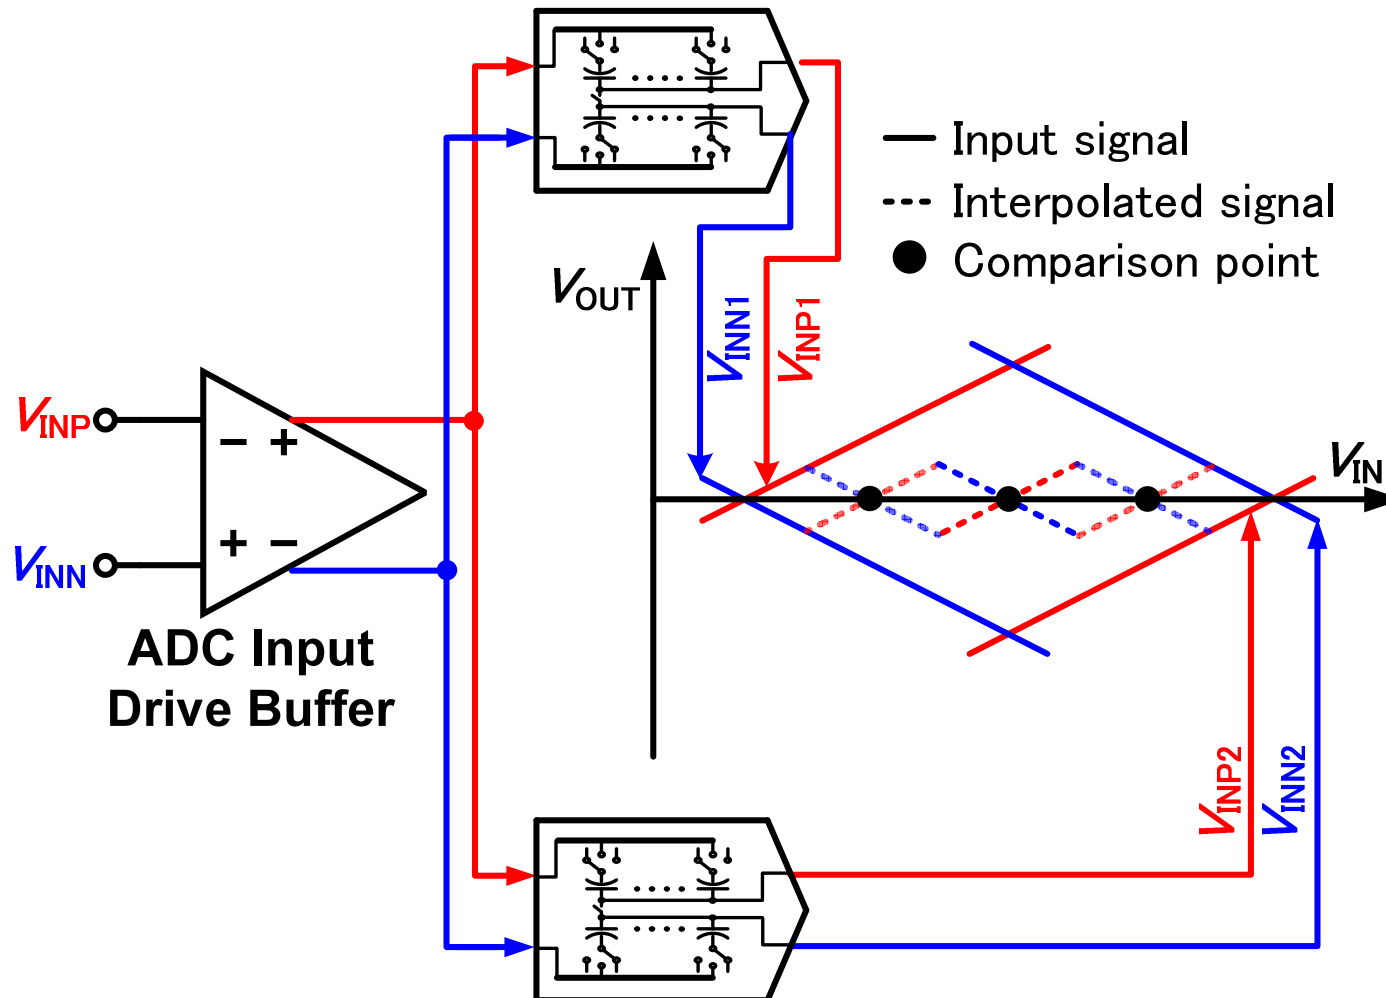 Input signal
Interpolated signal
Comparison point
VOUT
VINN1
VINP1
VINP
− +
VIN
+ −
VINN
ADC Input
Drive Buffer
VINP2
VINN2